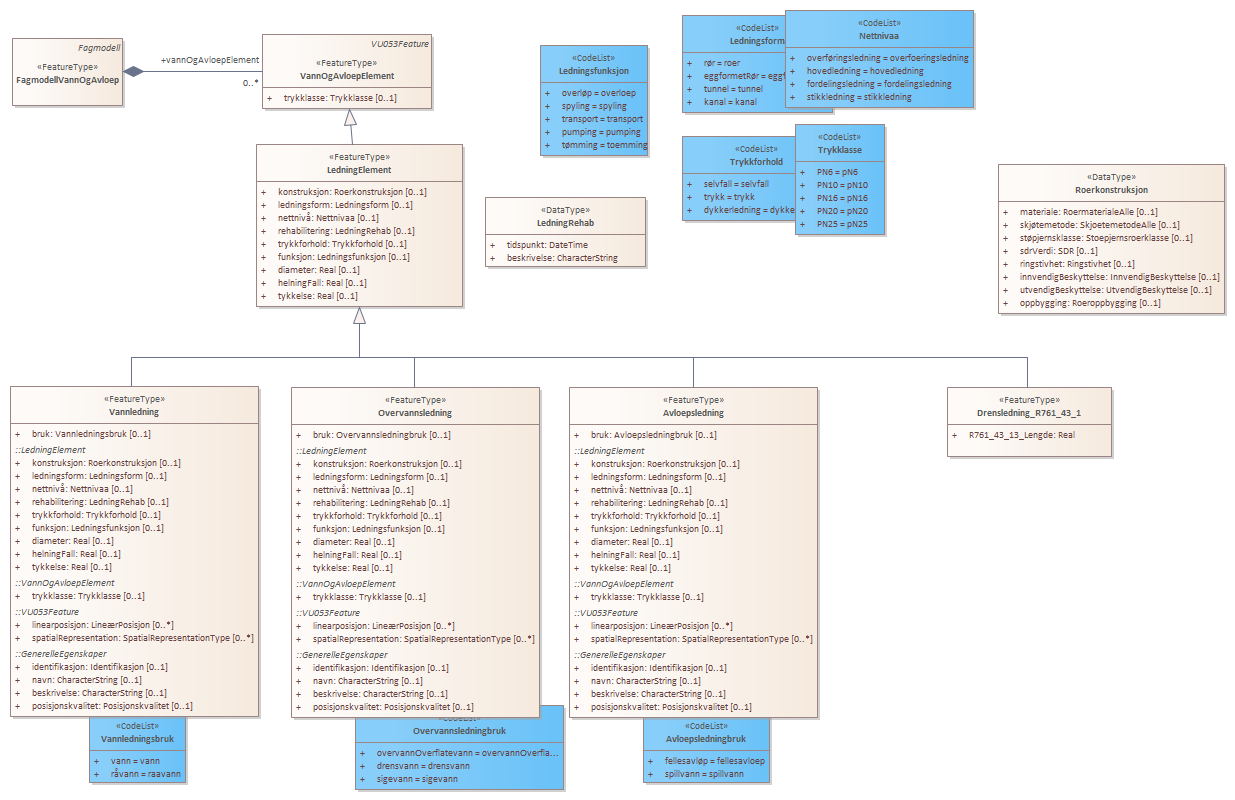 Fagmodell
«FeatureType»
FagmodellVannOgAvloep
+vannOgAvloepElement
0..*
VU053Feature
«FeatureType»
VannOgAvloepElement
+ trykklasse: Trykklasse [0..1]
«FeatureType»
LedningElement
+ konstruksjon: Roerkonstruksjon [0..1]
+ ledningsform: Ledningsform [0..1]
+ nettnivå: Nettnivaa [0..1]
+ rehabilitering: LedningRehab [0..1]
+ trykkforhold: Trykkforhold [0..1]
+ funksjon: Ledningsfunksjon [0..1]
+ diameter: Real [0..1]
+ helningFall: Real [0..1]
+ tykkelse: Real [0..1]
«CodeList»
Ledningsfunksjon
+ overløp = overloep
+ spyling = spyling
+ transport = transport
+ pumping = pumping
+ tømming = toemming
«DataType»
LedningRehab
+ tidspunkt: DateTime
+ beskrivelse: CharacterString
«CodeList»
Ledningsform
+ rør = roer
+ eggformetRør = eggf
+ tunnel = tunnel
+ kanal = kanal
«CodeList»
Nettnivaa
+ overføringsledning = overfoeringsledning
+ hovedledning = hovedledning
+ fordelingsledning = fordelingsledning
+ stikkledning = stikkledning
«CodeList»
Trykkforhold
+ selvfall = selvfall
+ trykk = trykk
+ dykkerledning = dykke
«CodeList»
Trykklasse
+ PN6 = pN6
+ PN10 = pN10
+ PN16 = pN16
+ PN20 = pN20
+ PN25 = pN25
«DataType»
Roerkonstruksjon
+ materiale: RoermaterialeAlle [0..1]
+ skjøtemetode: SkjoetemetodeAlle [0..1]
+ støpjernsklasse: Stoepjernsroerklasse [0..1]
+ sdrVerdi: SDR [0..1]
+ ringstivhet: Ringstivhet [0..1]
+ innvendigBeskyttelse: InnvendigBeskyttelse [0..1]
+ utvendigBeskyttelse: UtvendigBeskyttelse [0..1]
+ oppbygging: Roeroppbygging [0..1]
«FeatureType»
Vannledning
+ bruk: Vannledningsbruk [0..1]
::LedningElement
+ konstruksjon: Roerkonstruksjon [0..1]
+ ledningsform: Ledningsform [0..1]
+ nettnivå: Nettnivaa [0..1]
+ rehabilitering: LedningRehab [0..1]
+ trykkforhold: Trykkforhold [0..1]
+ funksjon: Ledningsfunksjon [0..1]
+ diameter: Real [0..1]
+ helningFall: Real [0..1]
+ tykkelse: Real [0..1]
::VannOgAvloepElement
+ trykklasse: Trykklasse [0..1]
::VU053Feature
+ linearposisjon: LineærPosisjon [0..*]
+ spatialRepresentation: SpatialRepresentationType [0..*]
::GenerelleEgenskaper
+ identifikasjon: Identifikasjon [0..1]
+ navn: CharacterString [0..1]
+ beskrivelse: CharacterString [0..1]
+ posisjonskvalitet: Posisjonskvalitet [0..1]
«CodeList»
Vannledningsbruk
+ vann = vann
+ råvann = raavann
«FeatureType»
Overvannsledning
+ bruk: Overvannsledningbruk [0..1]
::LedningElement
+ konstruksjon: Roerkonstruksjon [0..1]
+ ledningsform: Ledningsform [0..1]
+ nettnivå: Nettnivaa [0..1]
+ rehabilitering: LedningRehab [0..1]
+ trykkforhold: Trykkforhold [0..1]
+ funksjon: Ledningsfunksjon [0..1]
+ diameter: Real [0..1]
+ helningFall: Real [0..1]
+ tykkelse: Real [0..1]
::VannOgAvloepElement
+ trykklasse: Trykklasse [0..1]
::VU053Feature
+ linearposisjon: LineærPosisjon [0..*]
+ spatialRepresentation: SpatialRepresentationType [0..*]
::GenerelleEgenskaper
+ identifikasjon: Identifikasjon [0..1]
+ navn: CharacterString [0..1]
+ beskrivelse: CharacterString [0..1]
+ posisjonskvalitet: Posisjonskvalitet [0..1]
«CodeList»
Overvannsledningbruk
+ overvannOverflatevann = overvannOverfla...
+ drensvann = drensvann
+ sigevann = sigevann
«FeatureType»
Avloepsledning
+ bruk: Avloepsledningbruk [0..1]
::LedningElement
+ konstruksjon: Roerkonstruksjon [0..1]
+ ledningsform: Ledningsform [0..1]
+ nettnivå: Nettnivaa [0..1]
+ rehabilitering: LedningRehab [0..1]
+ trykkforhold: Trykkforhold [0..1]
+ funksjon: Ledningsfunksjon [0..1]
+ diameter: Real [0..1]
+ helningFall: Real [0..1]
+ tykkelse: Real [0..1]
::VannOgAvloepElement
+ trykklasse: Trykklasse [0..1]
::VU053Feature
+ linearposisjon: LineærPosisjon [0..*]
+ spatialRepresentation: SpatialRepresentationType [0..*]
::GenerelleEgenskaper
+ identifikasjon: Identifikasjon [0..1]
+ navn: CharacterString [0..1]
+ beskrivelse: CharacterString [0..1]
+ posisjonskvalitet: Posisjonskvalitet [0..1]
«CodeList»
Avloepsledningbruk
+ fellesavløp = fellesavloep
+ spillvann = spillvann
«FeatureType»
Drensledning_R761_43_1
+ R761_43_13_Lengde: Real